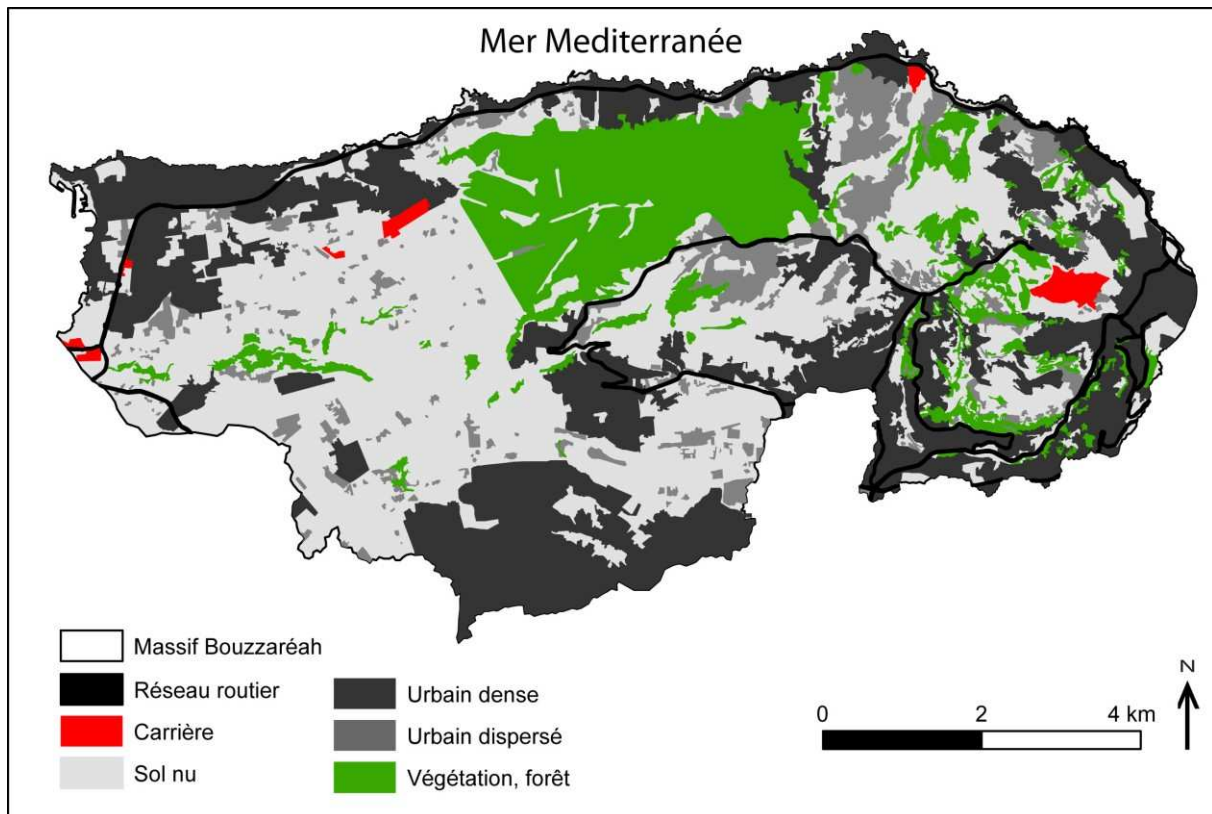 Mer Mediterranée
Massif Bouzzaréah
Réseau routier
Carrière
Sol nu
Urbain dense
Urbain dispersé
Végétation, forêt
0 2 4 km
N